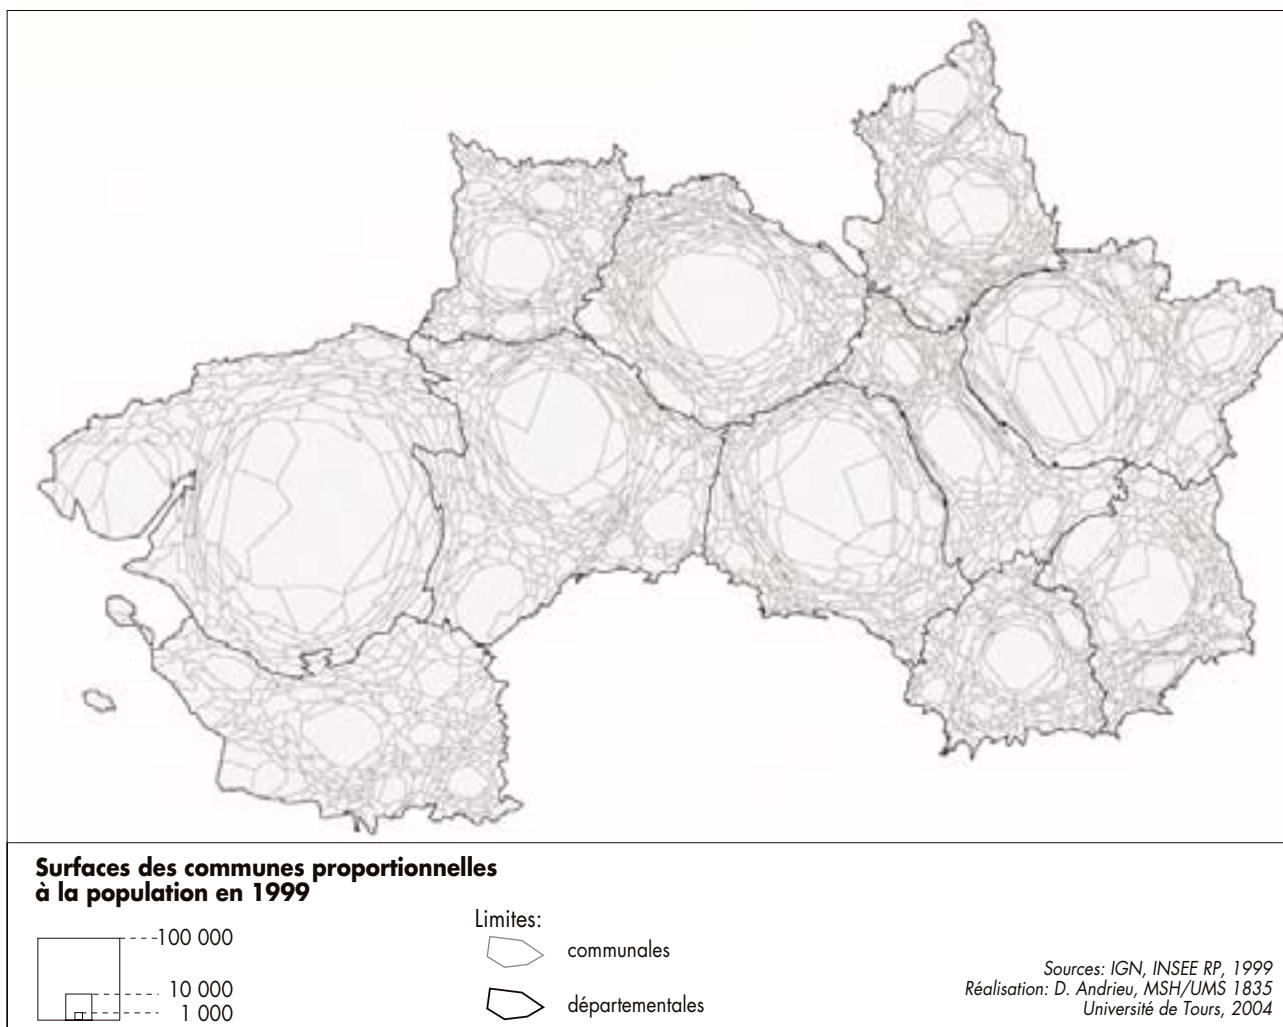 Surfaces des communes proportionnelles
à la population en 1999
100 000
10 000
1 000
Limites:
communales
départementales
Sources: IGN, INSEE RP, 1999
Réalisation: D. Andrieu, MSH/UMS 1835
Université de Tours, 2004